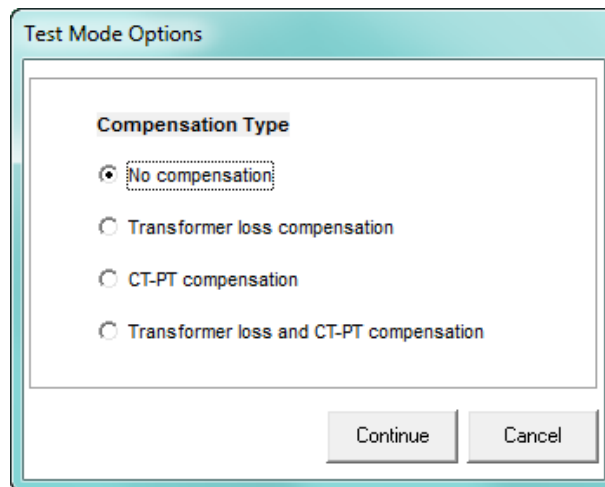 Test Mode Options
Compensation Type
No compensation
Transformer loss compensation
CT-PT compensation
Transformer loss and CT-PT compensation
Continue Cancel